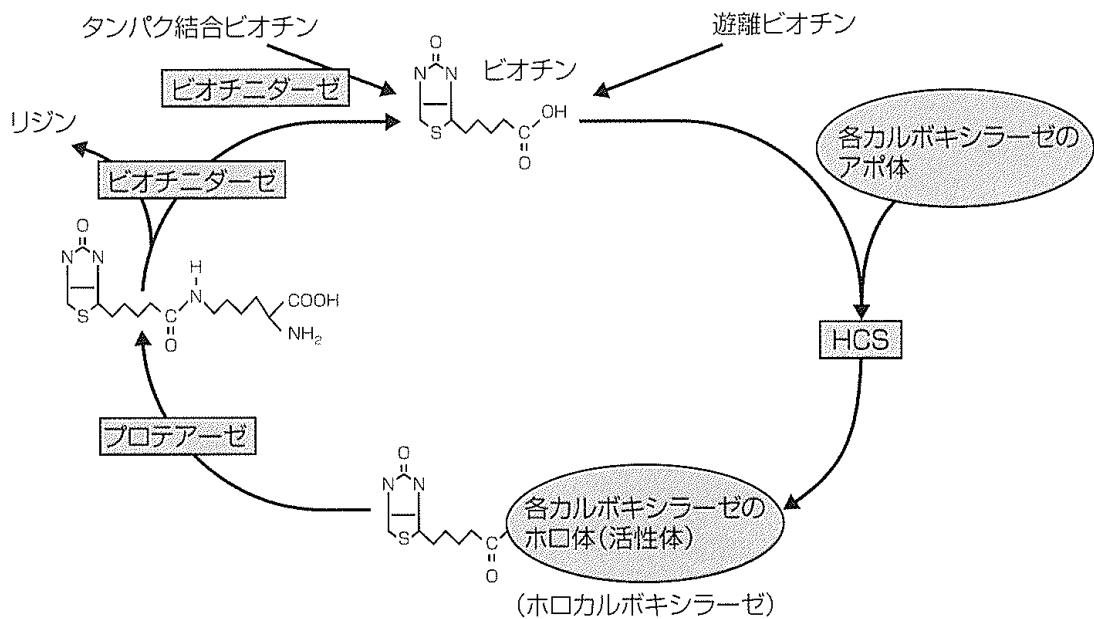 タンパク結合ビオチン
遊離ビオチン
O
ビオチン
ビオチニダーゼ
N N
OH
リジン
S
C
O
各カルボキシラーゼの
アポ体
ビオチニダーゼ
O
N N
H
N
COOH
S
C
O
NH₂
HCS
プロテアーゼ
O
N N
各カルボキシラーゼの
ホロ体(活性体)
S
C
O
(ホロカルボキシラーゼ)